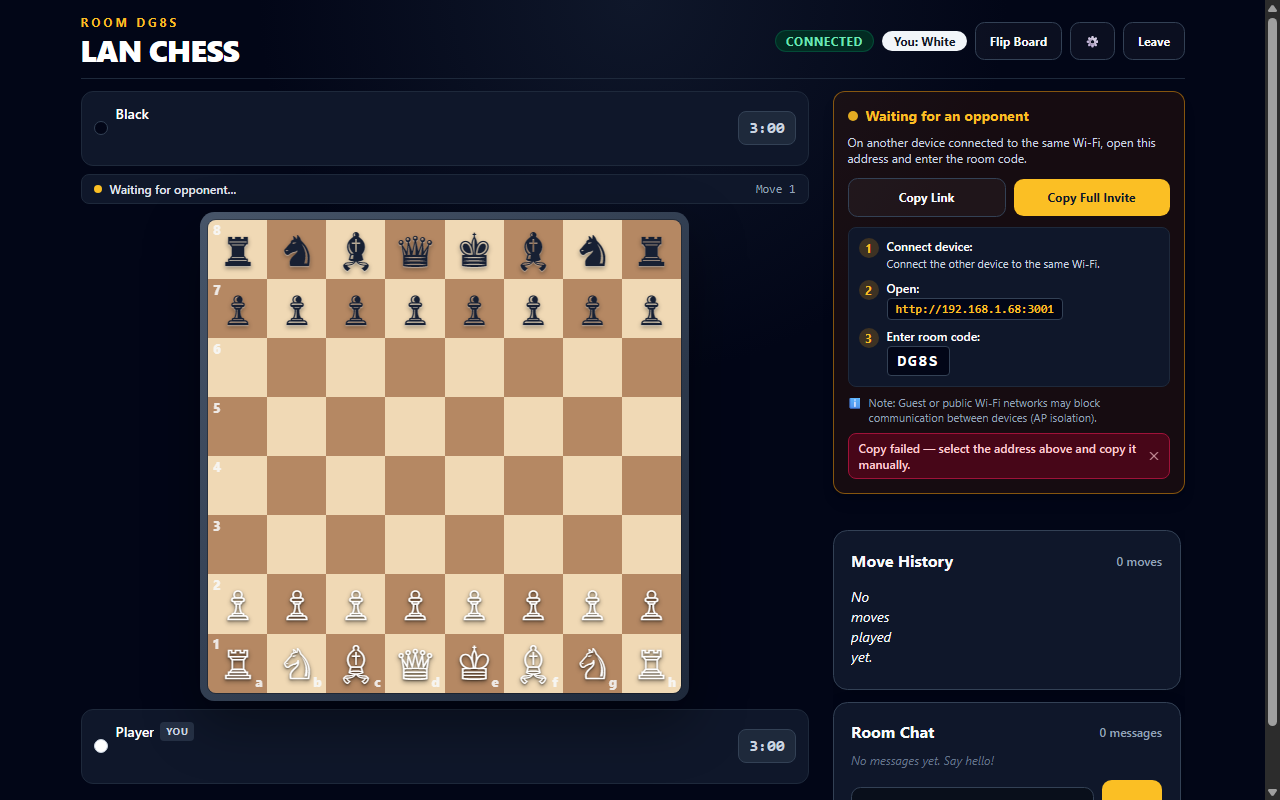 ROOM DG8S
LAN CHESS
CONNECTED
You: White
Flip Board
Leave
Black
3:00
Waiting for opponent...
Move 1
8
7
6
5
4
3
2
1
a
b
c
d
e
f
g
h
Player YOU
3:00
Waiting for an opponent
On another device connected to the same Wi-Fi, open this
address and enter the room code.
Copy Link
Copy Full Invite
1 Connect device:
Connect the other device to the same Wi-Fi.
2 Open:
http://192.168.1.68:3001
3 Enter room code:
DG8S
Note: Guest or public Wi-Fi networks may block
communication between devices (AP isolation).
Copy failed — select the address above and copy it
manually.
Move History
0 moves
No
moves
played
yet.
Room Chat
0 messages
No messages yet. Say hello!